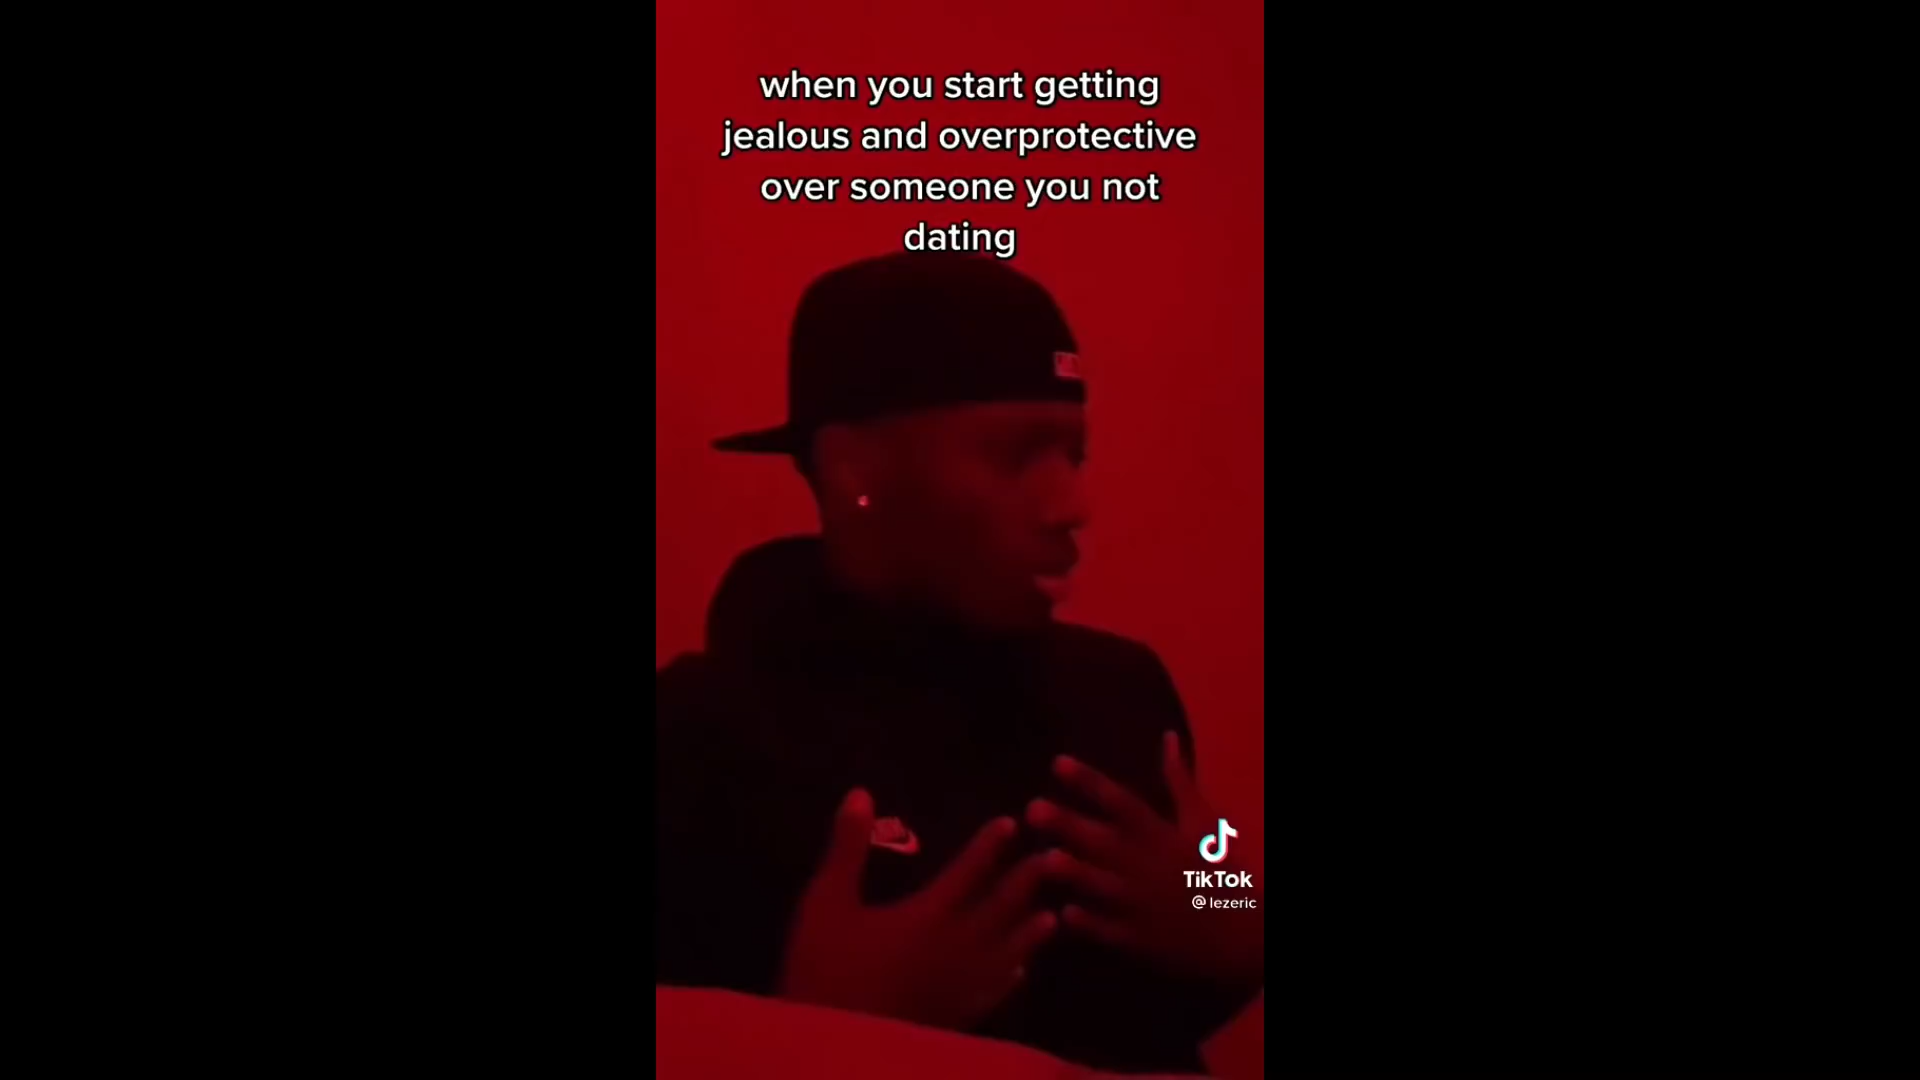 when you start getting
jealous and overprotective
over someone you not
dating
TikTok
@lezeric